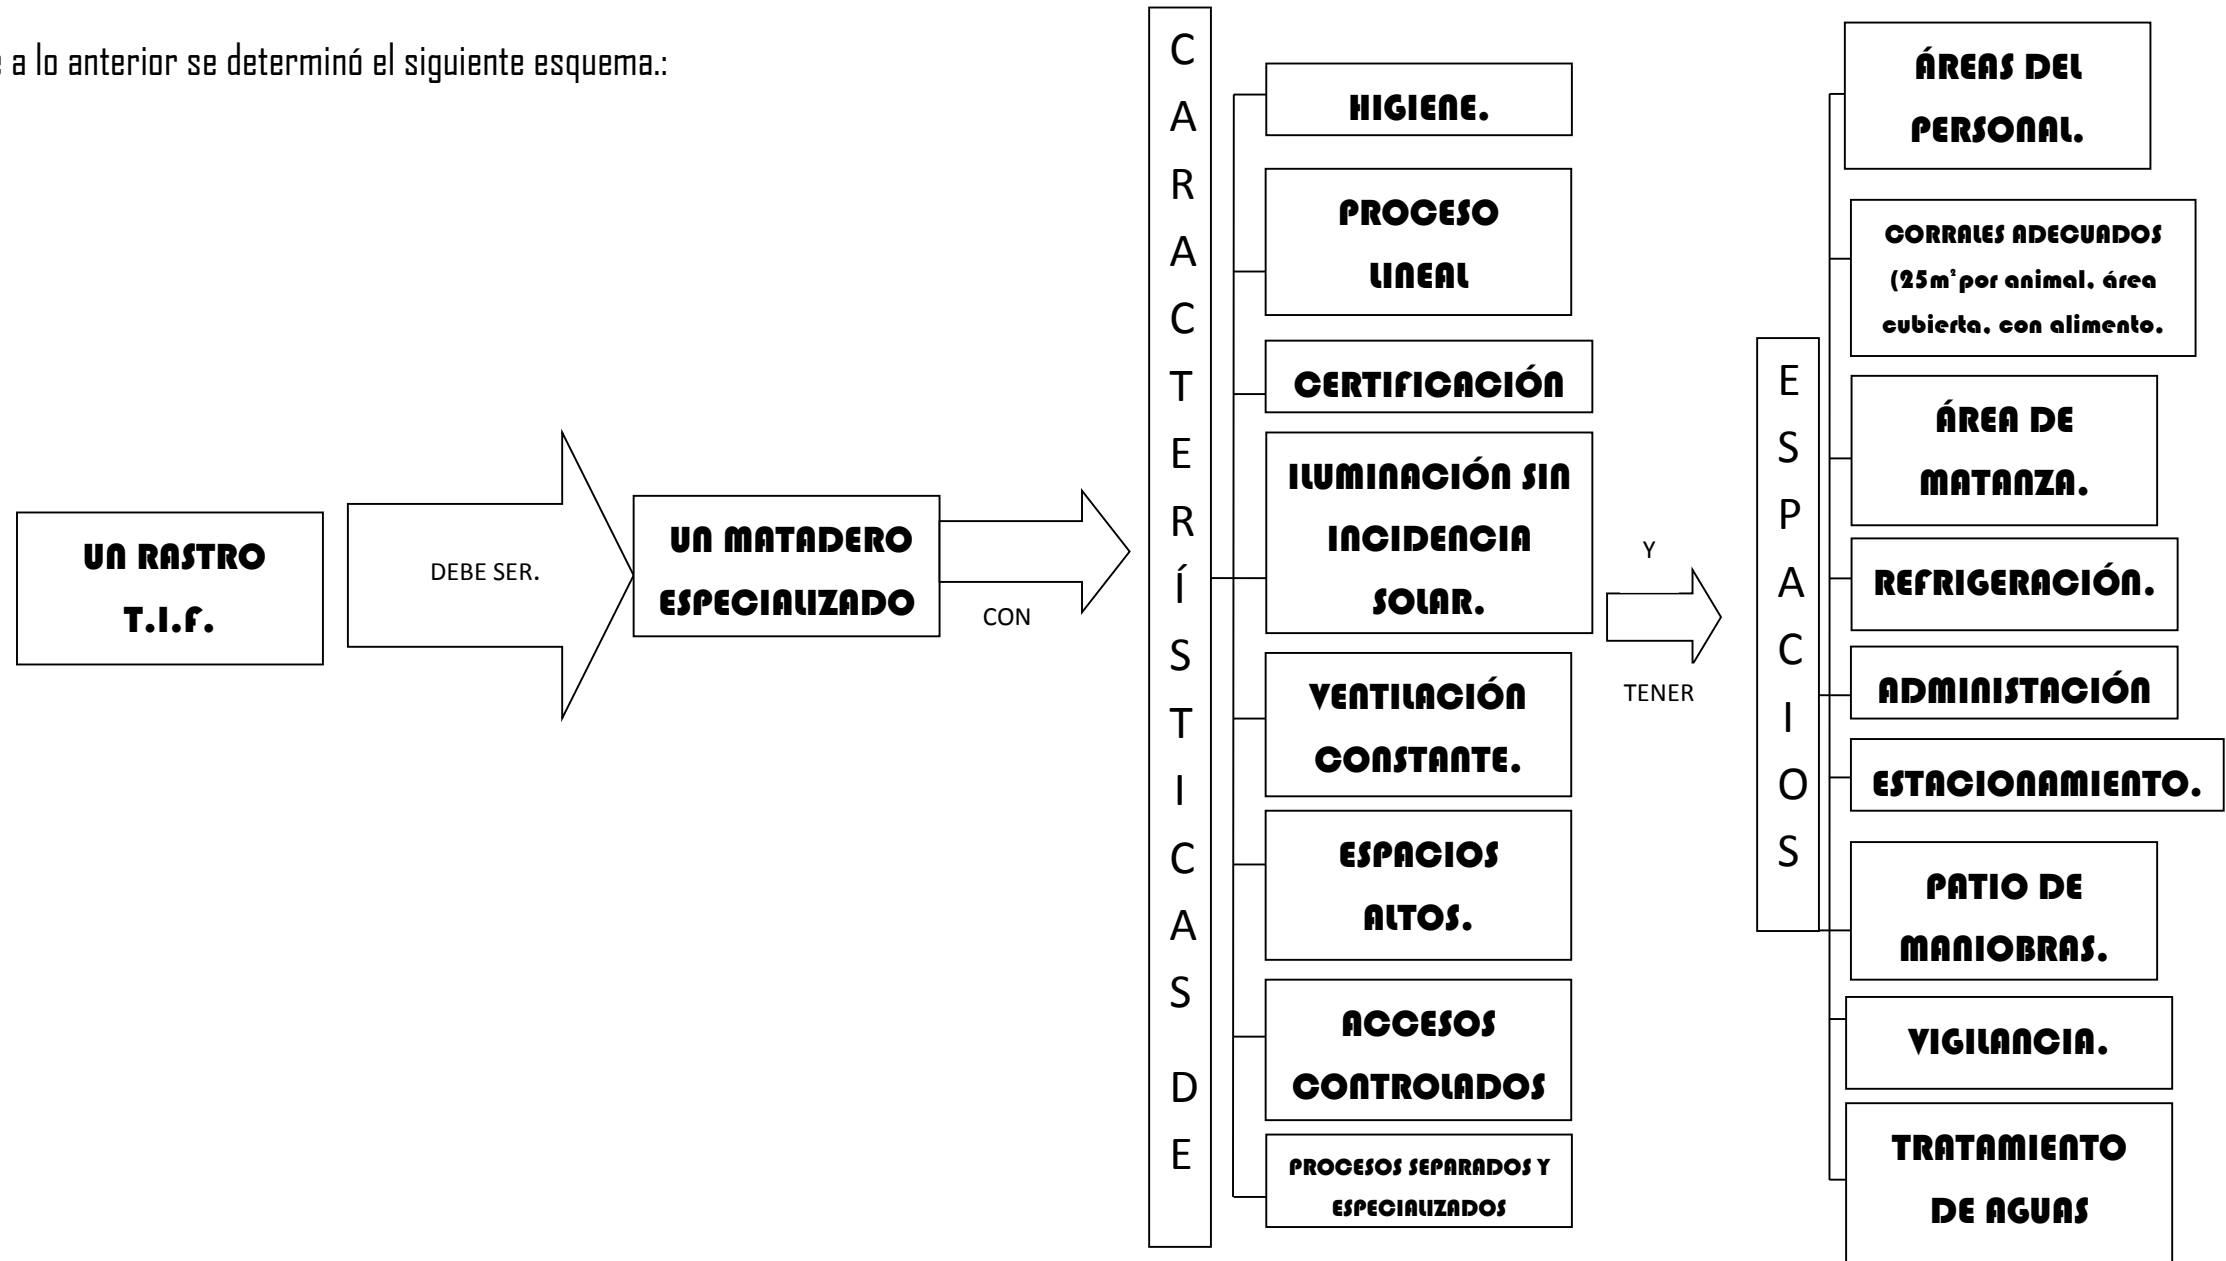 a lo anterior se determinó el siguiente esquema.:
UN RASTRO
T.I.F.
DEBE SER.
UN MATADERO
ESPECIALIZADO
CON
CARACTERÍSTICAS DE
HIGIENE.
PROCESO
LINEAL
CERTIFICACIÓN
ILUMINACIÓN SIN
INCIDENCIA
SOLAR.
VENTILACIÓN
CONSTANTE.
ESPACIOS
ALTOS.
ACCESOS
CONTROLADOS
PROCESOS SEPARADOS Y
ESPECIALIZADOS
Y
TENER
ESPACIOS
ÁREAS DEL
PERSONAL.
CORRALES ADECUADOS
(25m² por animal, área
cubierta, con alimento.
ÁREA DE
MATANZA.
REFRIGERACIÓN.
ADMINISTACIÓN
ESTACIONAMIENTO.
PATIO DE
MANIOBRAS.
VIGILANCIA.
TRATAMIENTO
DE AGUAS